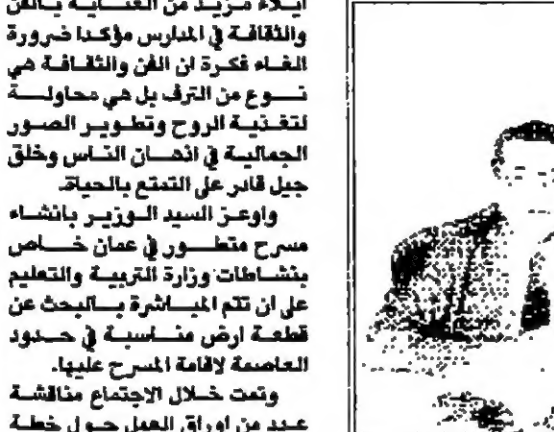 ايلاء مزيد من العناية بالفن
والثقافة في المدارس مؤكدا ضرورة
الغاء فكرة ان الفن والثقافة هي
نوع من الترف بل هي محاولة
لتغذية الروح وتطوير الصور
الجمالية في اذهان الناس وخلق
جيل قادر على التمتع بالحياة.
واوعز السيد الوزير بانشاء
مسرح متطور في عمان خاص
بنشاطات وزارة التربية والتعليم
على ان تتم المباشرة بالبحث عن
قطعة ارض مناسبة في حدود
العاصمة لاقامة المسرح عليها.
وتمت خلال الاجتماع مناقشة
عدد من اوراق العمل حول خطة